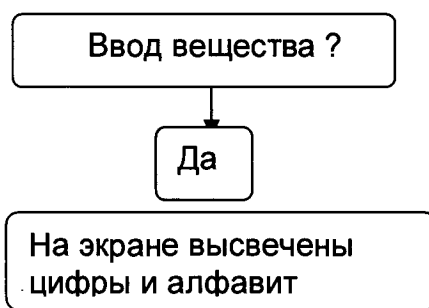 Ввод вещества ?
Да
На экране высвечены
цифры и алфавит